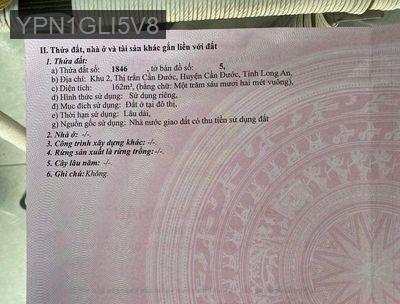 YPN1GLI5V8
II. Thửa đất, nhà ở và tài sản khác gắn liền với đất
1. Thửa đất:
a) Thửa đất số: 1846 , tờ bản đồ số: 5,
b) Địa chỉ: Khu 2, Thị trấn Cần Đước, Huyện Cần Đước, Tỉnh Long An,
c) Diện tích: 162m², (bằng chữ: Một trăm sáu mươi hai mét vuông),
d) Hình thức sử dụng: Sử dụng riêng,
đ) Mục đích sử dụng: Đất ở tại đô thị,
e) Thời hạn sử dụng: Lâu dài,
g) Nguồn gốc sử dụng: Nhà nước giao đất có thu tiền sử dụng đất
2. Nhà ở: -/-.
3. Công trình xây dựng khác: -/-.
4. Rừng sản xuất là rừng trồng:-/-.
5. Cây lâu năm: -/-.
6. Ghi chú:Không.